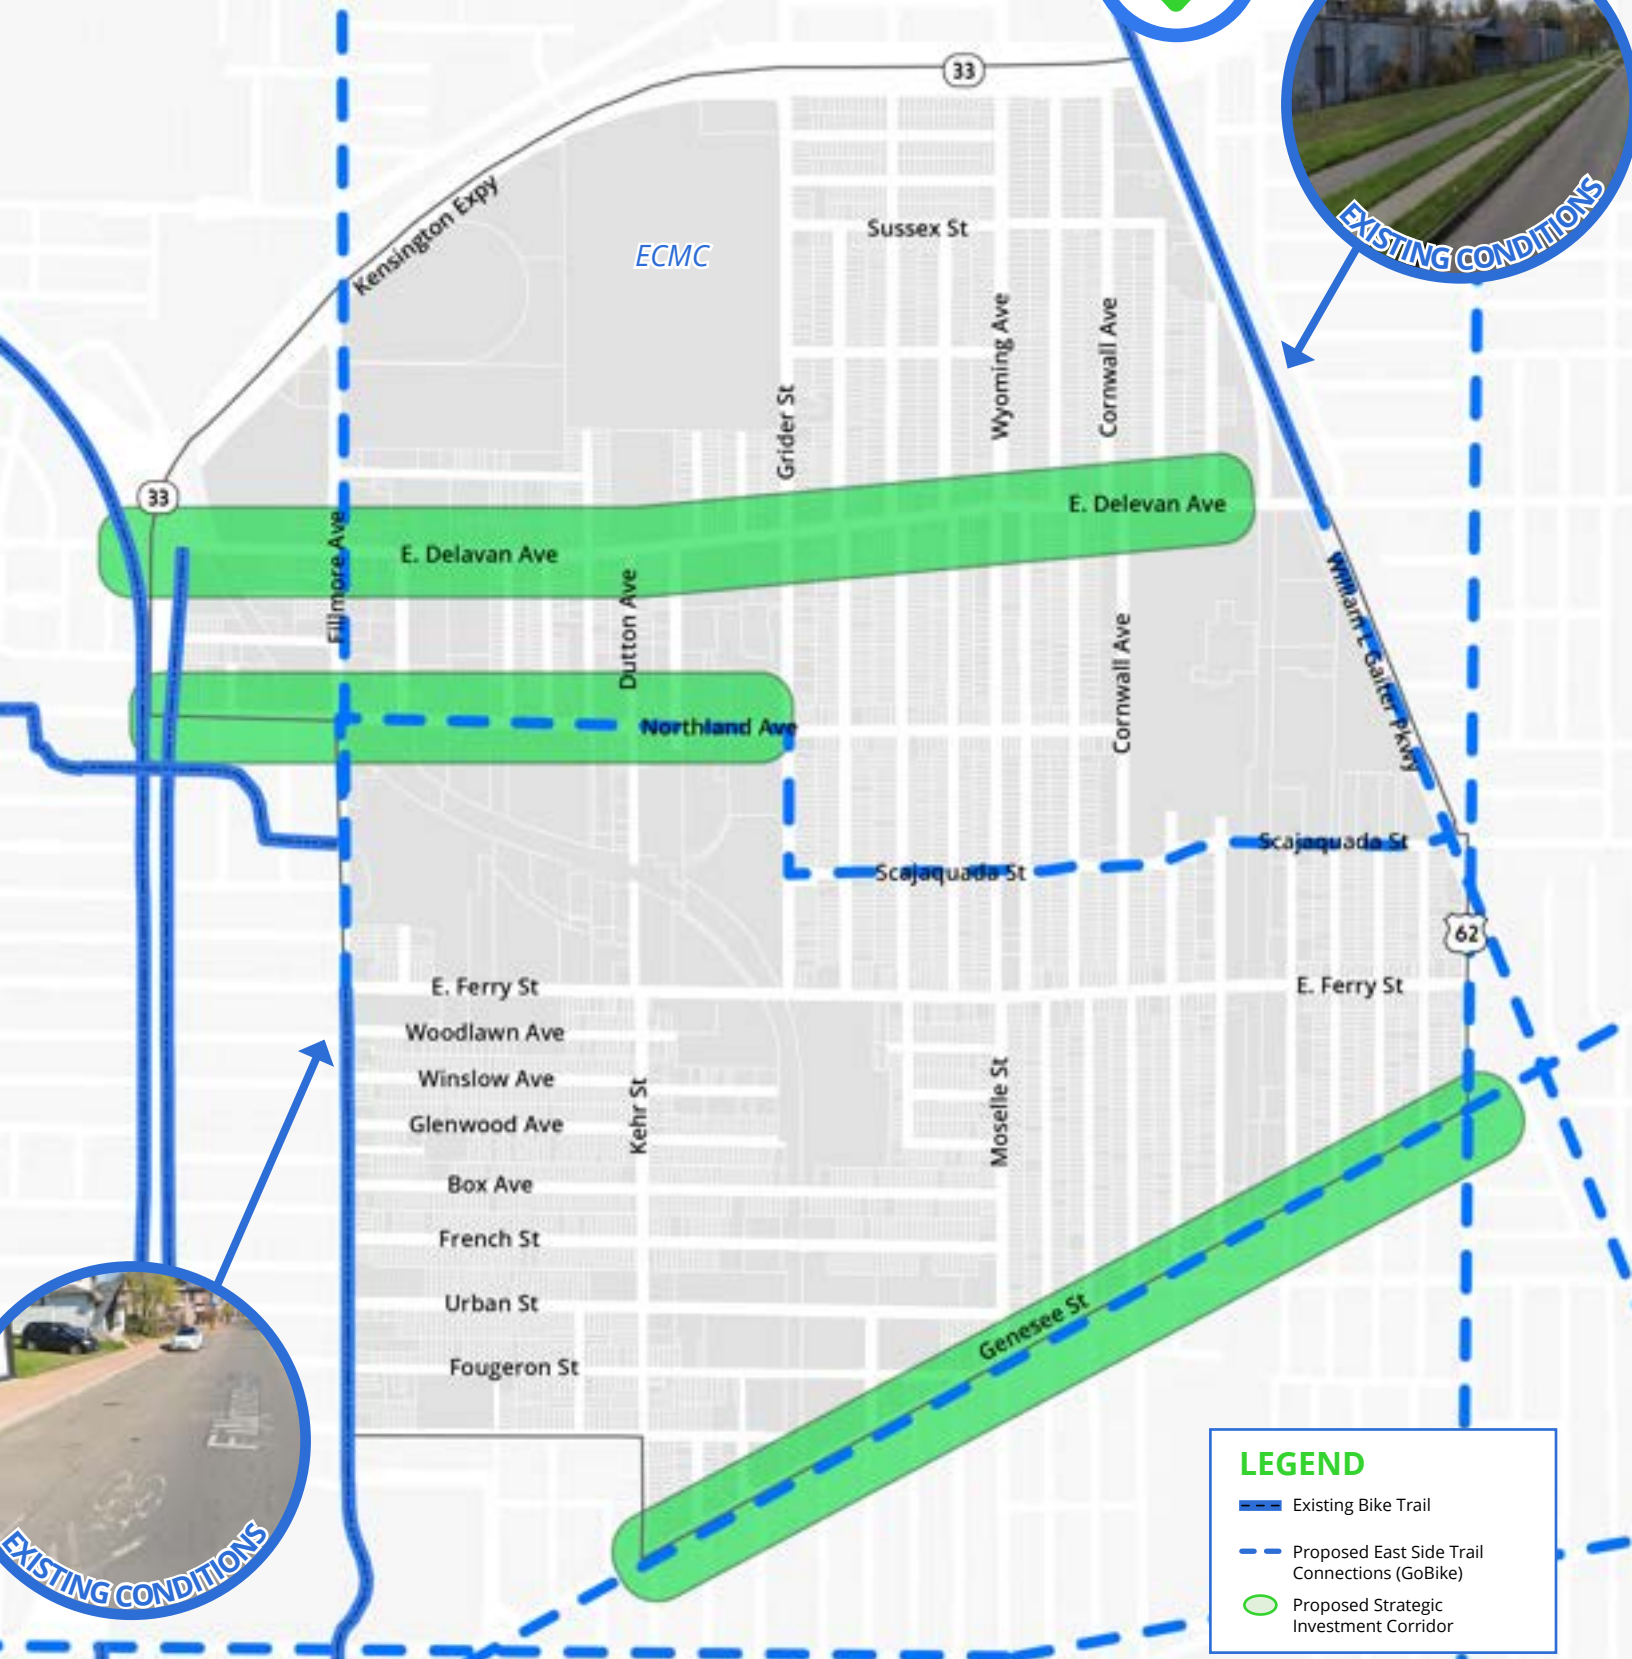 33
EXISTING CONDITIONS
Kensington Expy
ECMC
Sussex St
Wyoming Ave
Cornwall Ave
Grider St
33
E. Delevan Ave
E. Delavan Ave
Fillmore Ave
Dutton Ave
William L Gaiter Pkwy
Cornwall Ave
Northland Ave
Scajaquada St
Scajaquada St
62
E. Ferry St
E. Ferry St
Woodlawn Ave
Winslow Ave
Glenwood Ave
Kehr St
Moselle St
Box Ave
French St
Urban St
Genesee St
Fougeron St
EXISTING CONDITIONS
LEGEND
Existing Bike Trail
Proposed East Side Trail
Connections (GoBike)
Proposed Strategic
Investment Corridor